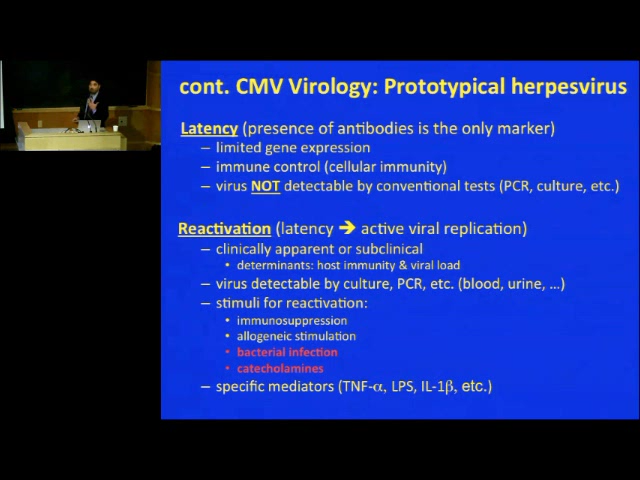 cont. CMV Virology: Prototypical herpesvirus
Latency (presence of antibodies is the only marker)
– limited gene expression
– immune control (cellular immunity)
– virus NOT detectable by conventional tests (PCR, culture, etc.)
Reactivation (latency ➔ active viral replication)
– clinically apparent or subclinical
• determinants: host immunity & viral load
– virus detectable by culture, PCR, etc. (blood, urine, …)
– stimuli for reactivation:
• immunosuppression
• allogeneic stimulation
• bacterial infection
• catecholamines
– specific mediators (TNF-α, LPS, IL-1β, etc.)